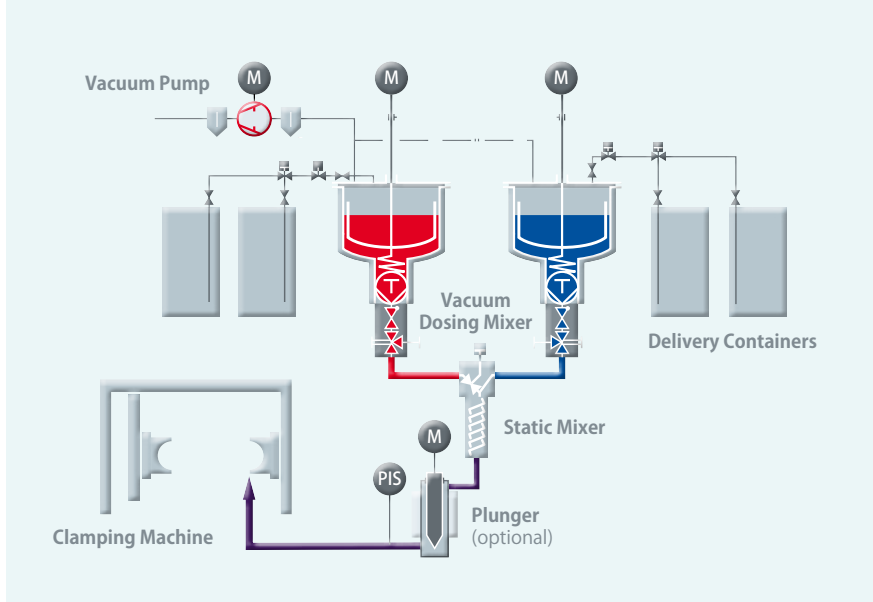 M
M
M
Vacuum Pump
T
T
Vacuum
Dosing Mixer
Delivery Containers
Static Mixer
M
PIS
Plunger
(optional)
Clamping Machine